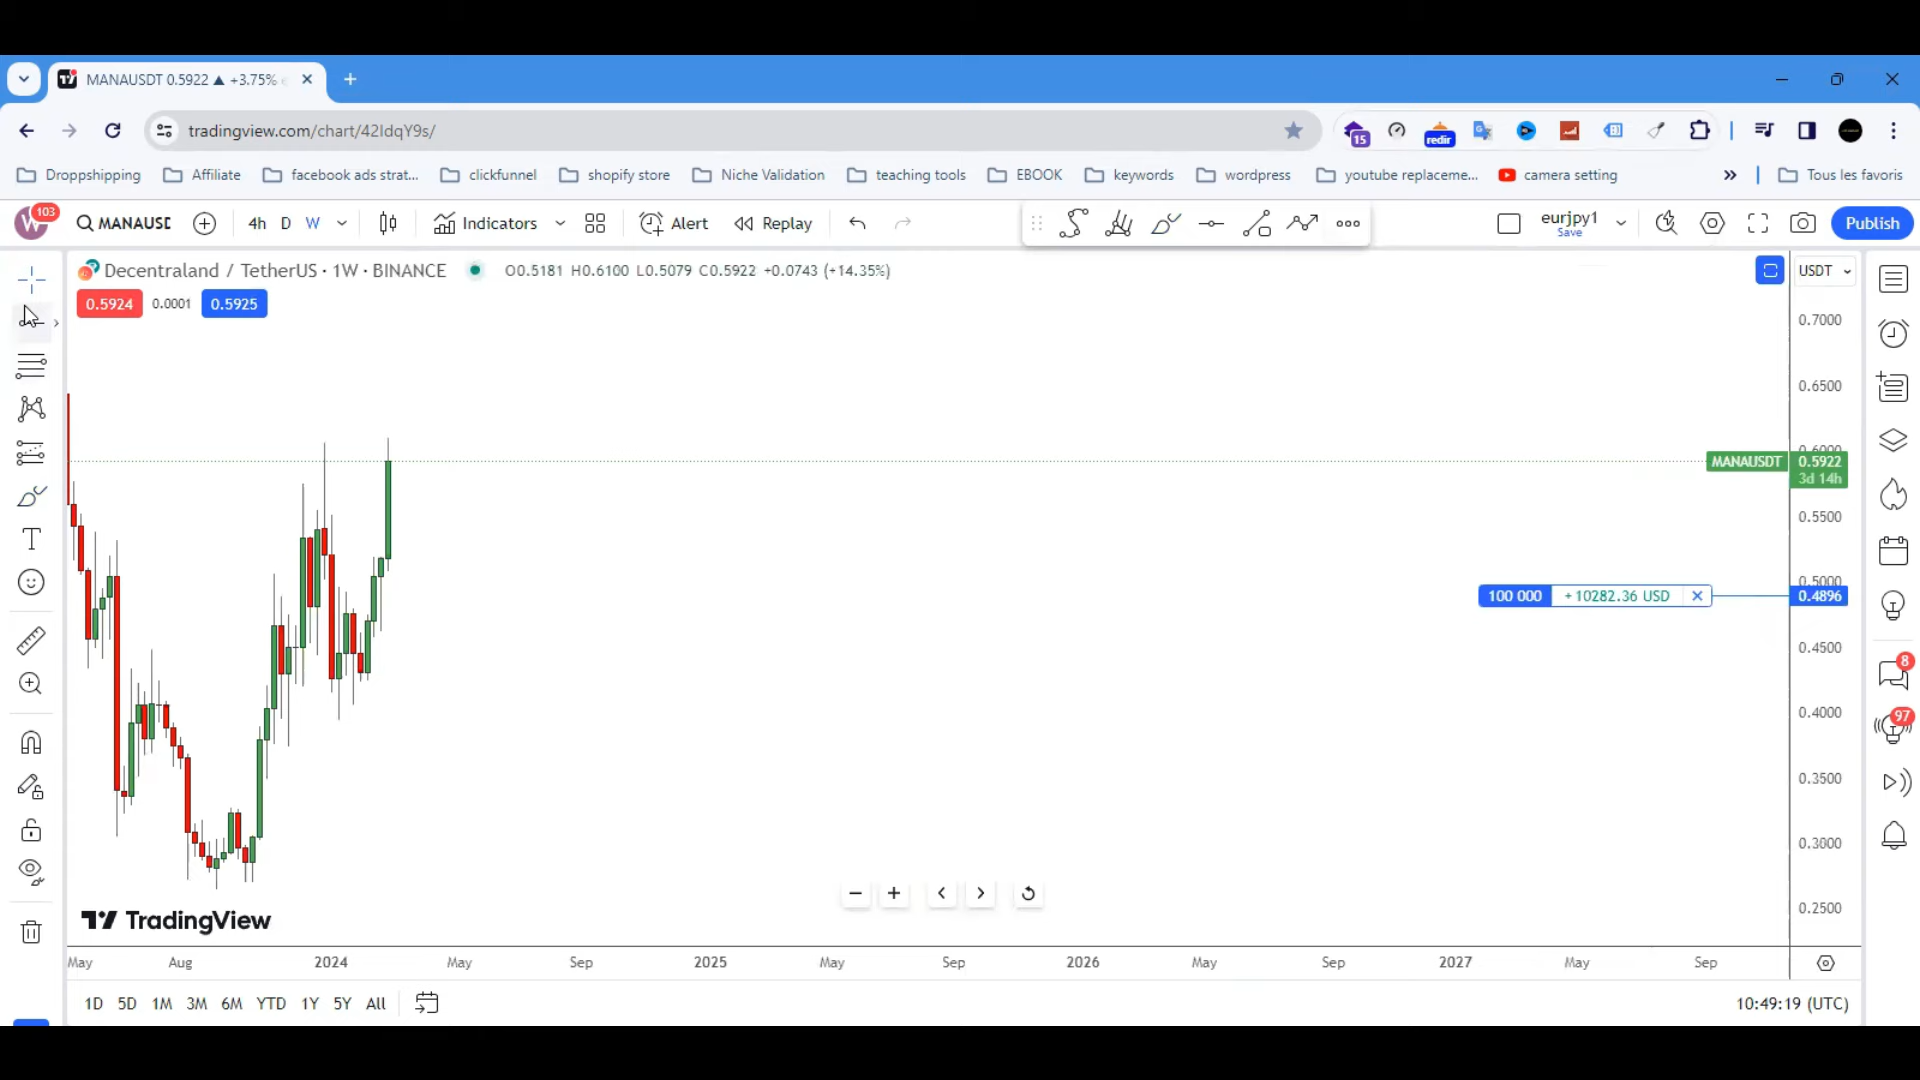 MANAUSDT 0.5922 ▲ +3.75%
tradingview.com/chart/42IdqY9s/
15
redir
Droppshipping Affiliate facebook ads strat... clickfunnel shopify store Niche Validation teaching tools EBOOK keywords wordpress youtube replaceme... camera setting Tous les favoris
W 103 MANAUSD 4h D W Indicators Alert Replay eurjpy1 Save Publish
Decentraland / TetherUS · 1W · BINANCE O0.5181 H0.6100 L0.5079 C0.5922 +0.0743 (+14.35%) USDT
0.5924 0.0001 0.5925
0.7000
0.6500
0.6000
MANAUSDT 0.5922
3d 14h
0.5500
0.5000
100 000 +10282.36 USD 0.4896
0.4500
8
0.4000
97
0.3500
0.3000
0.2500
TradingView
May Aug 2024 May Sep 2025 May Sep 2026 May Sep 2027 May Sep
1D 5D 1M 3M 6M YTD 1Y 5Y All 10:49:19 (UTC)